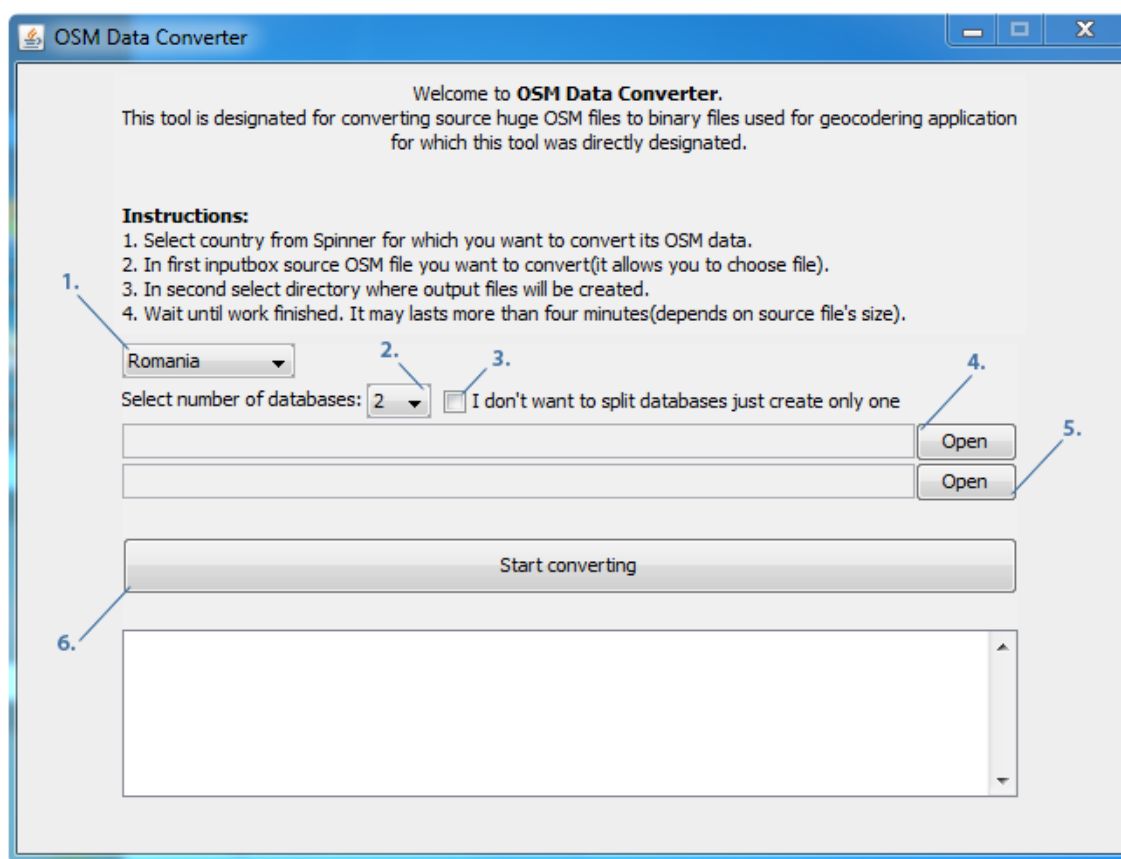 OSM Data Converter
Welcome to OSM Data Converter.
This tool is designated for converting source huge OSM files to binary files used for geocodering application
for which this tool was directly designated.
Instructions:
1. Select country from Spinner for which you want to convert its OSM data.
2. In first inputbox source OSM file you want to convert(it allows you to choose file).
3. In second select directory where output files will be created.
1.
4. Wait until work finished. It may lasts more than four minutes(depends on source file's size).
2.
3.
4.
Romania
Select number of databases: 2 I don't want to split databases just create only one
5.
Open
Open
Start converting
6.